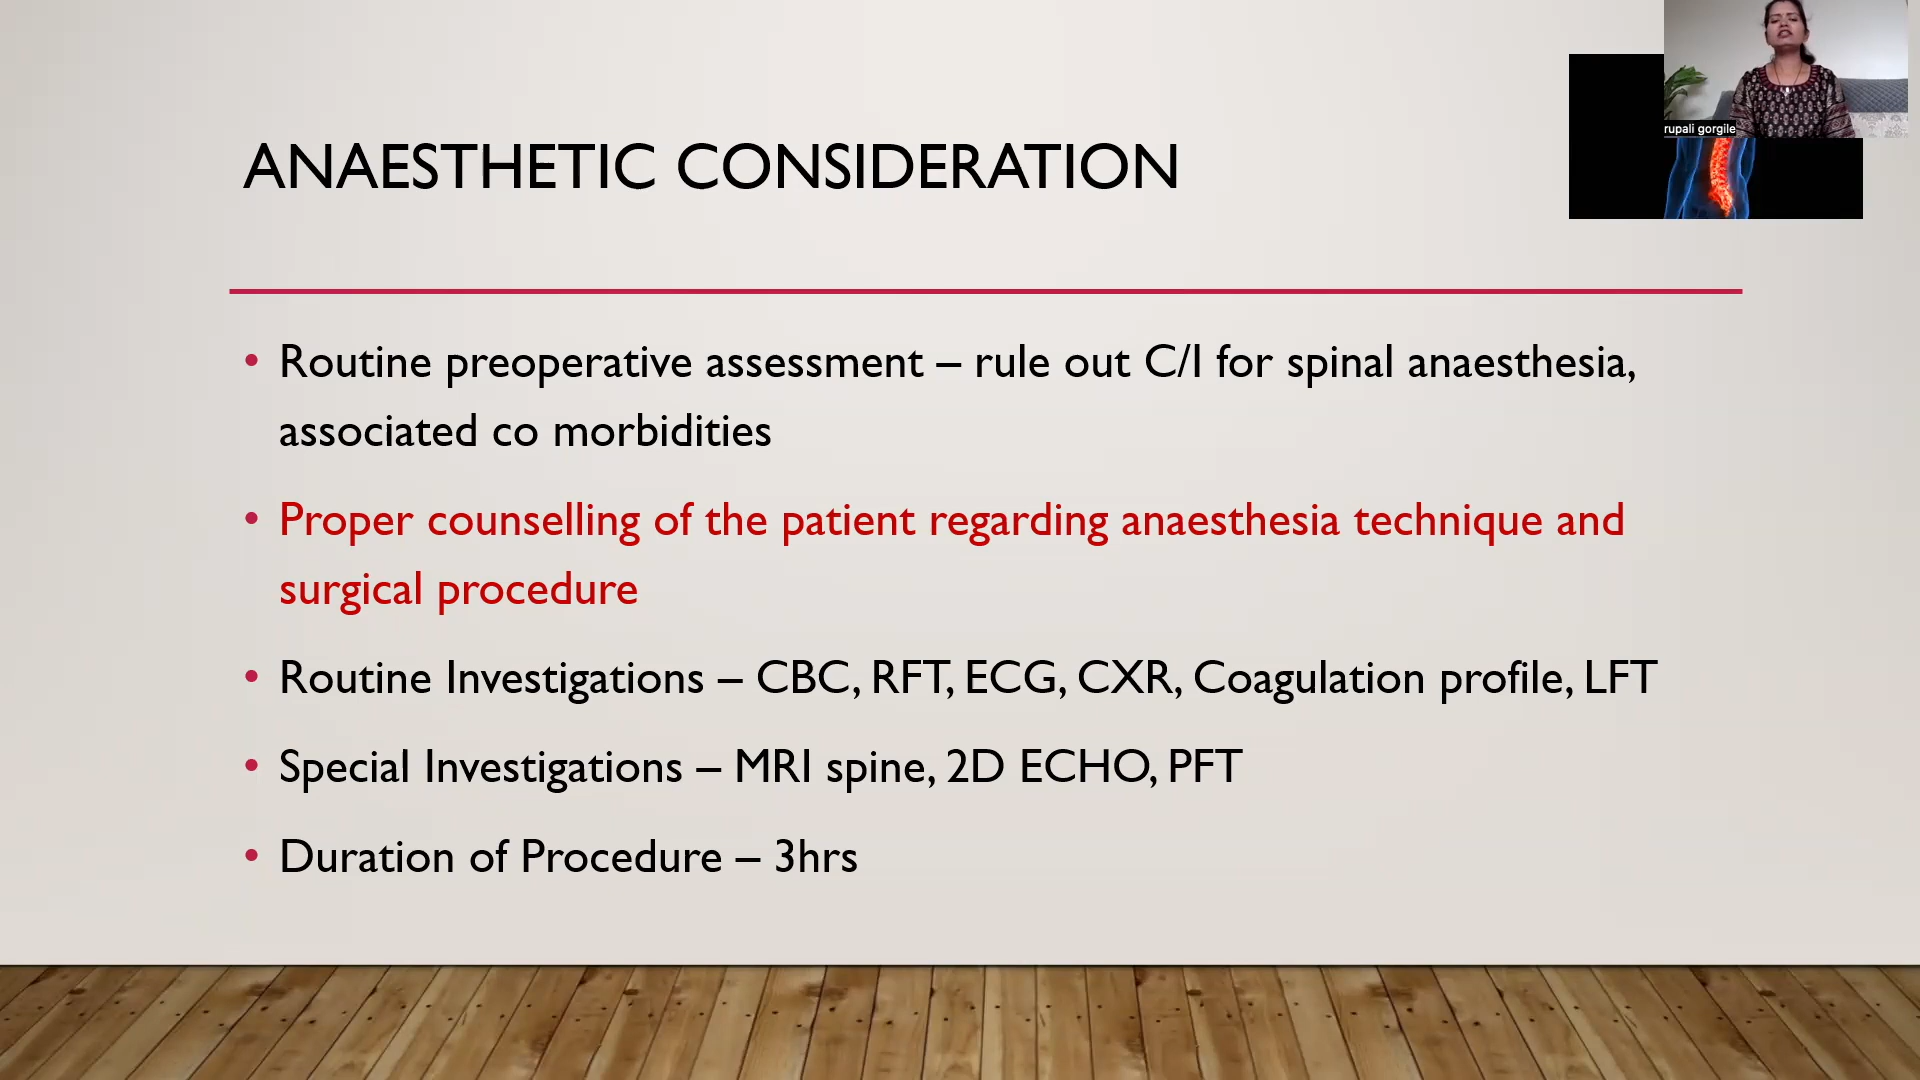 rupali gorgile
ANAESTHETIC CONSIDERATION
• Routine preoperative assessment – rule out C/I for spinal anaesthesia,
associated co morbidities
• Proper counselling of the patient regarding anaesthesia technique and
surgical procedure
• Routine Investigations – CBC, RFT, ECG, CXR, Coagulation profile, LFT
• Special Investigations – MRI spine, 2D ECHO, PFT
• Duration of Procedure – 3hrs